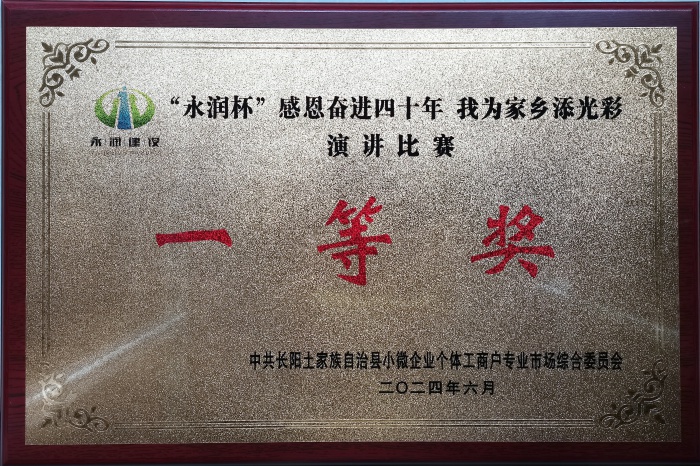 “永润杯”感恩奋进四十年 我为家乡添光彩
永润建设
演讲比赛
一等奖
中共长阳土家族自治县小微企业个体工商户专业市场综合委员会
二〇二四年六月